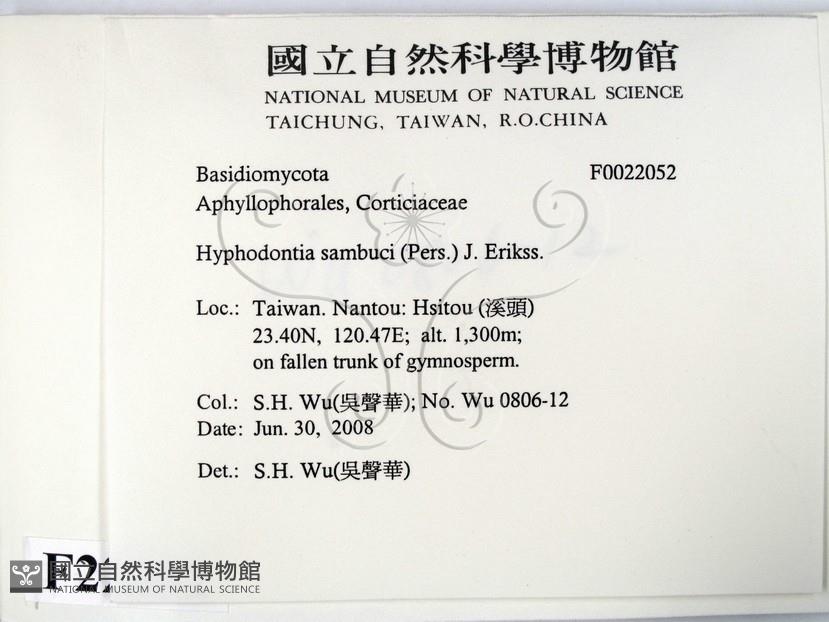 國立自然科學博物館
NATIONAL MUSEUM OF NATURAL SCIENCE
TAICHUNG, TAIWAN, R.O.CHINA
Basidiomycota F0022052
Aphyllophorales, Corticiaceae
Hyphodontia sambuci (Pers.) J. Erikss.
Loc.: Taiwan. Nantou: Hsitou (溪頭)
23.40N, 120.47E; alt. 1,300m;
on fallen trunk of gymnosperm.
Col.: S.H. Wu(吳聲華); No. Wu 0806-12
Date: Jun. 30, 2008
Det.: S.H. Wu(吳聲華)
國立自然科學博物館
NATIONAL MUSEUM OF NATURAL SCIENCE